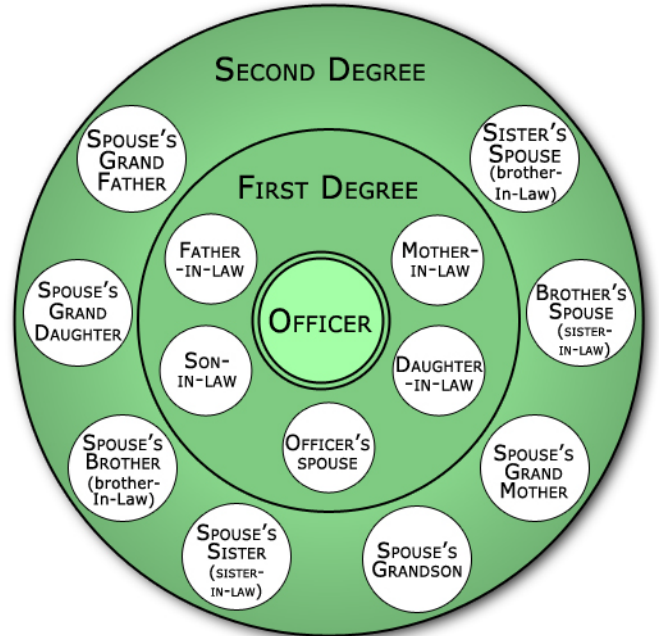 SECOND DEGREE
SPOUSE'S
GRAND
FATHER
SISTER'S
SPOUSE
(brother-
In-Law)
FIRST DEGREE
FATHER
-IN-LAW
MOTHER-
IN-LAW
OFFICER
SPOUSE'S
GRAND
DAUGHTER
BROTHER'S
SPOUSE
(SISTER-
IN-LAW)
SON-
IN-LAW
DAUGHTER
-IN-LAW
OFFICER'S
SPOUSE
SPOUSE'S
BROTHER
(brother-
In-Law)
SPOUSE'S
GRAND
MOTHER
SPOUSE'S
SISTER
(SISTER-
IN-LAW)
SPOUSE'S
GRANDSON